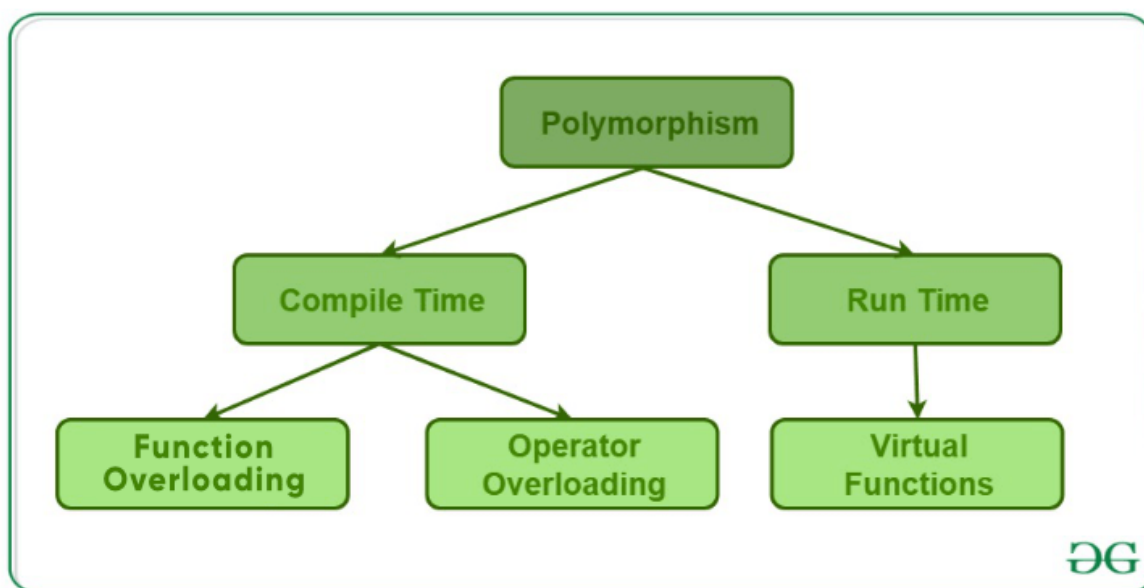 Polymorphism
Compile Time
Run Time
Function
Overloading
Operator
Overloading
Virtual
Functions